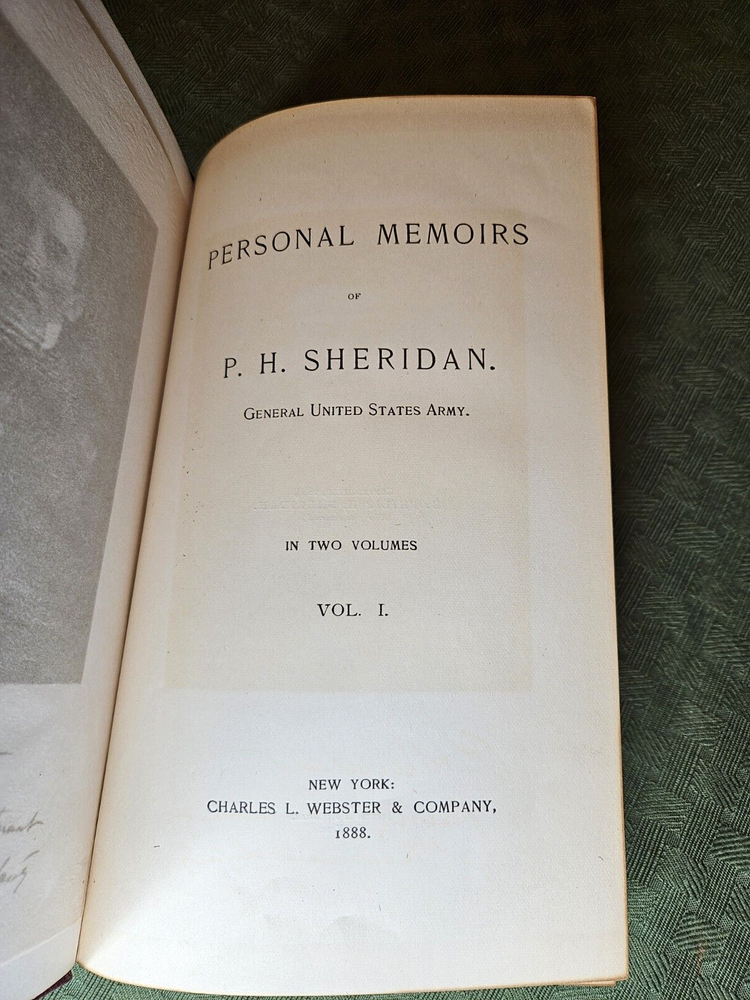 PERSONAL MEMOIRS
OF
P. H. SHERIDAN.
GENERAL UNITED STATES ARMY.
IN TWO VOLUMES
VOL. I.
NEW YORK:
CHARLES L. WEBSTER & COMPANY,
1888.